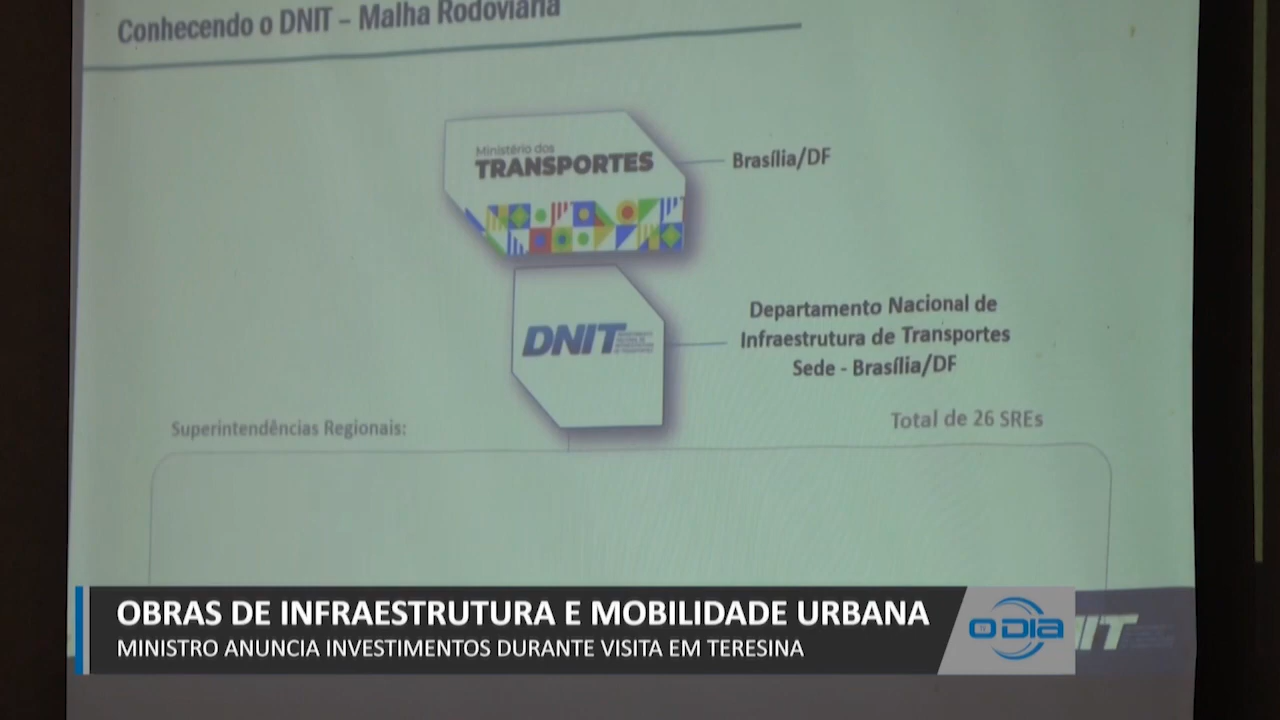 Conhecendo o DNIT – Malha Rodoviária
Ministério dos
TRANSPORTES
Brasília/DF
DNIT
Departamento Nacional de
Infraestrutura de Transportes
Sede - Brasília/DF
Superintendências Regionais:
Total de 26 SREs
OBRAS DE INFRAESTRUTURA E MOBILIDADE URBANA
MINISTRO ANUNCIA INVESTIMENTOS DURANTE VISITA EM TERESINA
O DIA